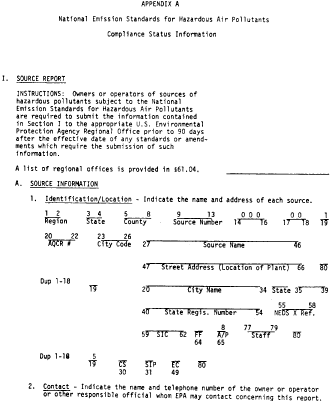 APPENDIX A
National Emission Standards for Hazardous Air Pollutants
Compliance Status Information
I. SOURCE REPORT
INSTRUCTIONS: Owners or operators of sources of
hazardous pollutants subject to the National
Emission Standards for Hazardous Air Pollutants
are required to submit the information contained
in Section I to the appropriate U.S. Environmental
Protection Agency Regional Office prior to 90 days
after the effective date of any standards or amend-
ments which require the submission of such
information.
A list of regional offices is provided in §61.04.
A. SOURCE INFORMATION
1. Identification/Location - Indicate the name and address of each source.
1 2 3 4 5 8 9 13 0 0 0 0 0 1
Region State County Source Number 14 16 17 18 19
20 22 23 26
AQCR # City Code 27 Source Name 46
47 Street Address (Location of Plant) 66 80
Dup 1-18
19 20 City Name 34 State 35 39
55 58
40 State Regis. Number 54 NEDS X Ref.
8 77 79
59 SIC 62 FF A/P Staff 80
64 65
Dup 1-18 5
19 CS SIP EC 80
30 31 49
2. Contact - Indicate the name and telephone number of the owner or operator
or other responsible official whom EPA may contact concerning this report.